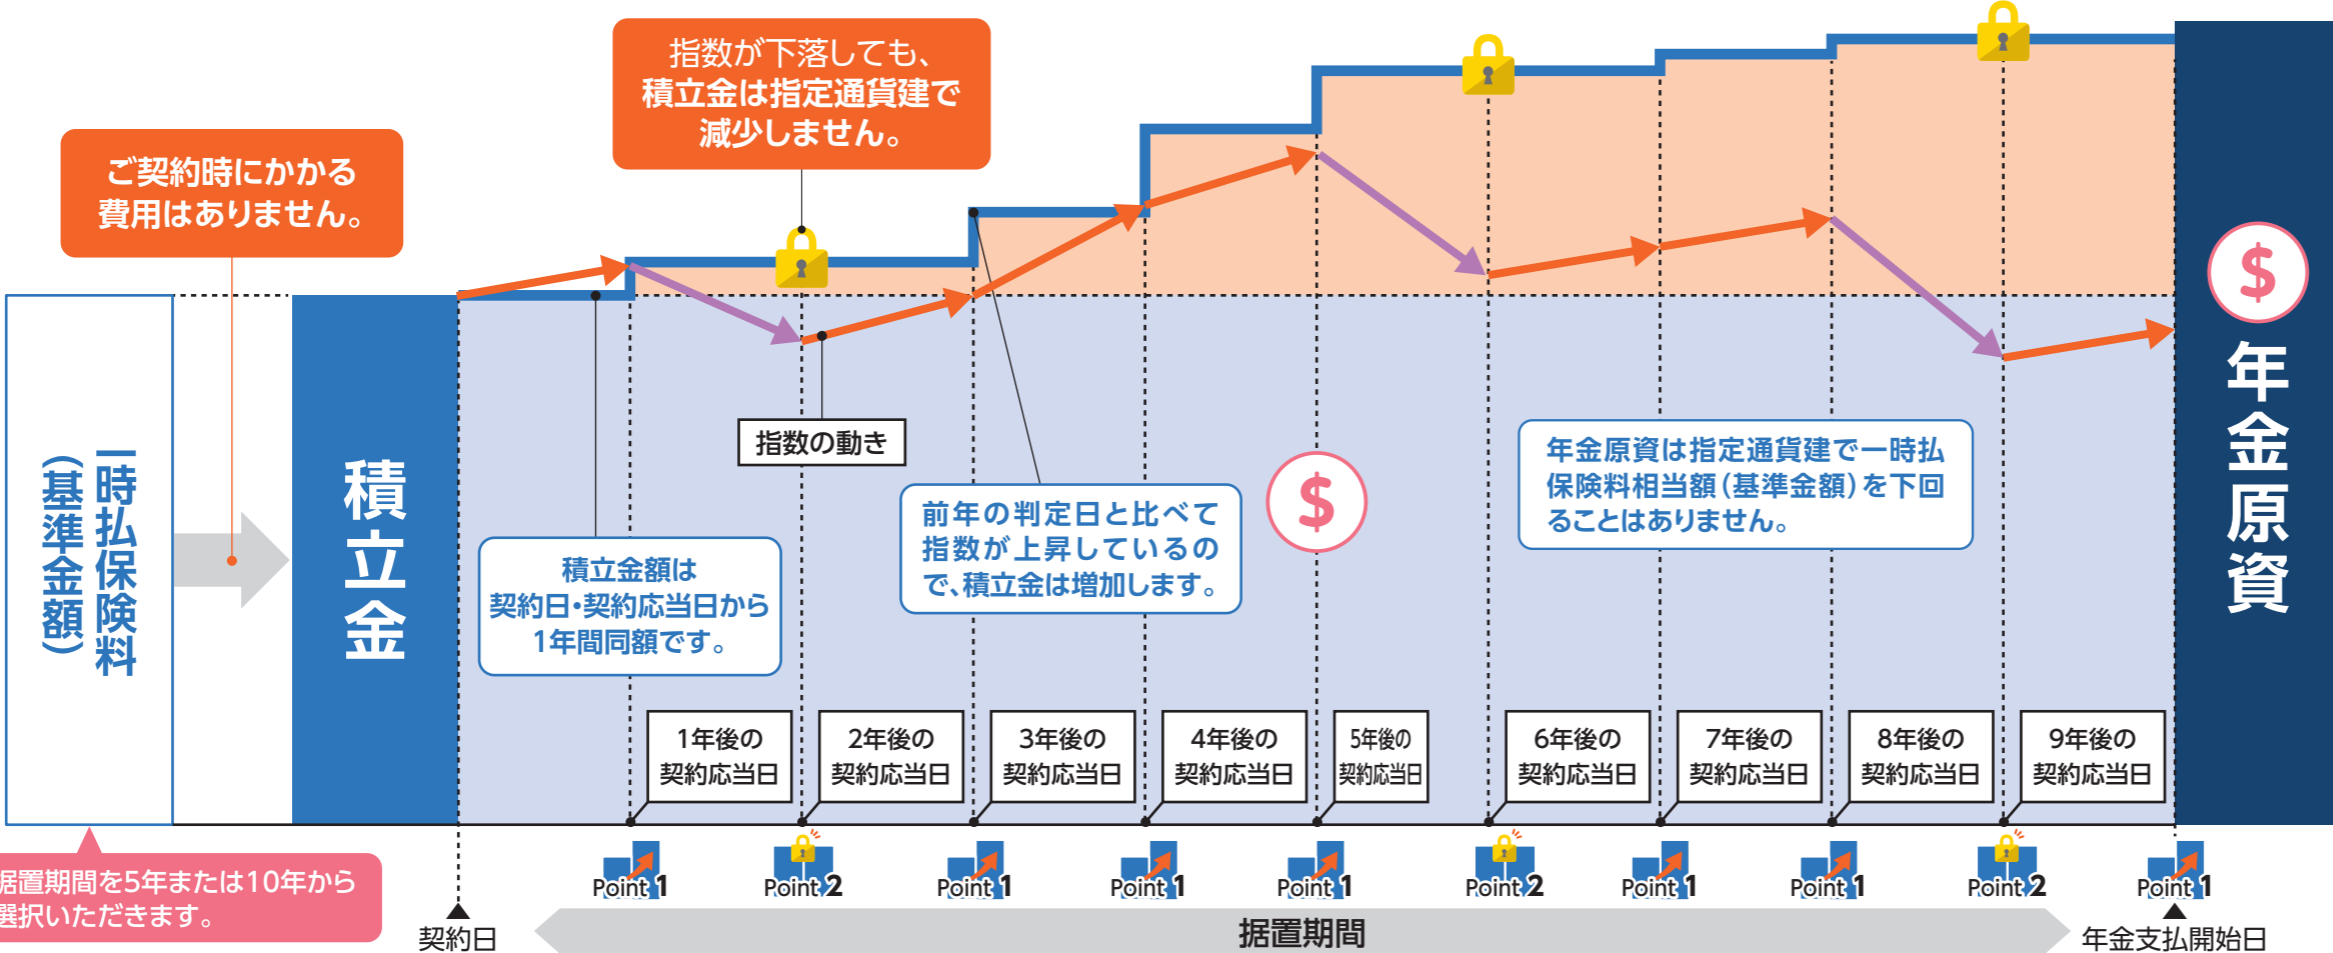 指数が下落しても、
積立金は指定通貨建で
減少しません。
ご契約時にかかる
費用はありません。
一時払保険料
（基準金額）
積立金
指数の動き
積立金額は
契約日・契約応当日から
1年間同額です。
前年の判定日と比べて
指数が上昇しているの
で、積立金は増加します。
$
年金原資は指定通貨建で一時払
保険料相当額（基準金額）を下回
ることはありません。
$
年金原資
1年後の
契約応当日
2年後の
契約応当日
3年後の
契約応当日
4年後の
契約応当日
5年後の
契約応当日
6年後の
契約応当日
7年後の
契約応当日
8年後の
契約応当日
9年後の
契約応当日
Point 1
Point 2
Point 1
Point 1
Point 1
Point 2
Point 1
Point 1
Point 2
Point 1
据置期間を5年または10年から
選択いただきます。
契約日
据置期間
年金支払開始日